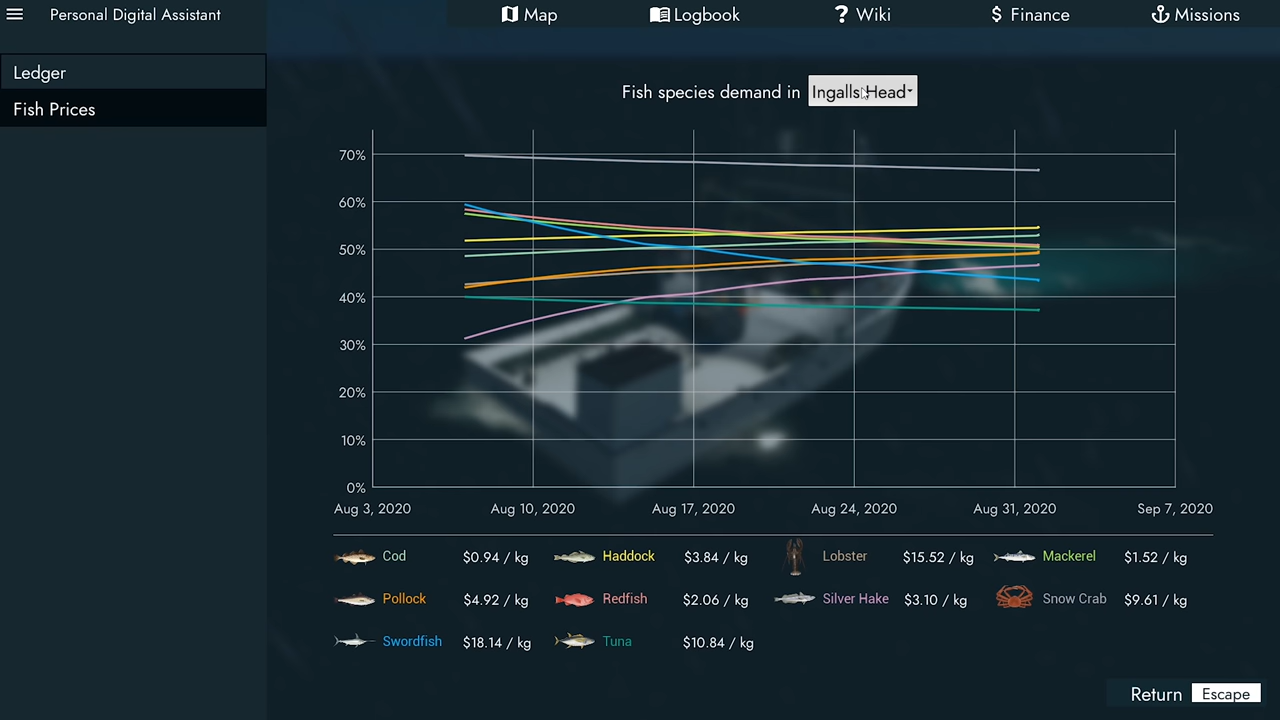 Personal Digital Assistant
Map
Logbook
Wiki
Finance
Missions
Ledger
Fish Prices
Fish species demand in Ingalls Head
70%
60%
50%
40%
30%
20%
10%
0%
Aug 3, 2020
Aug 10, 2020
Aug 17, 2020
Aug 24, 2020
Aug 31, 2020
Sep 7, 2020
Cod $0.94 / kg Haddock $3.84 / kg Lobster $15.52 / kg Mackerel $1.52 / kg
Pollock $4.92 / kg Redfish $2.06 / kg Silver Hake $3.10 / kg Snow Crab $9.61 / kg
Swordfish $18.14 / kg Tuna $10.84 / kg
Return Escape